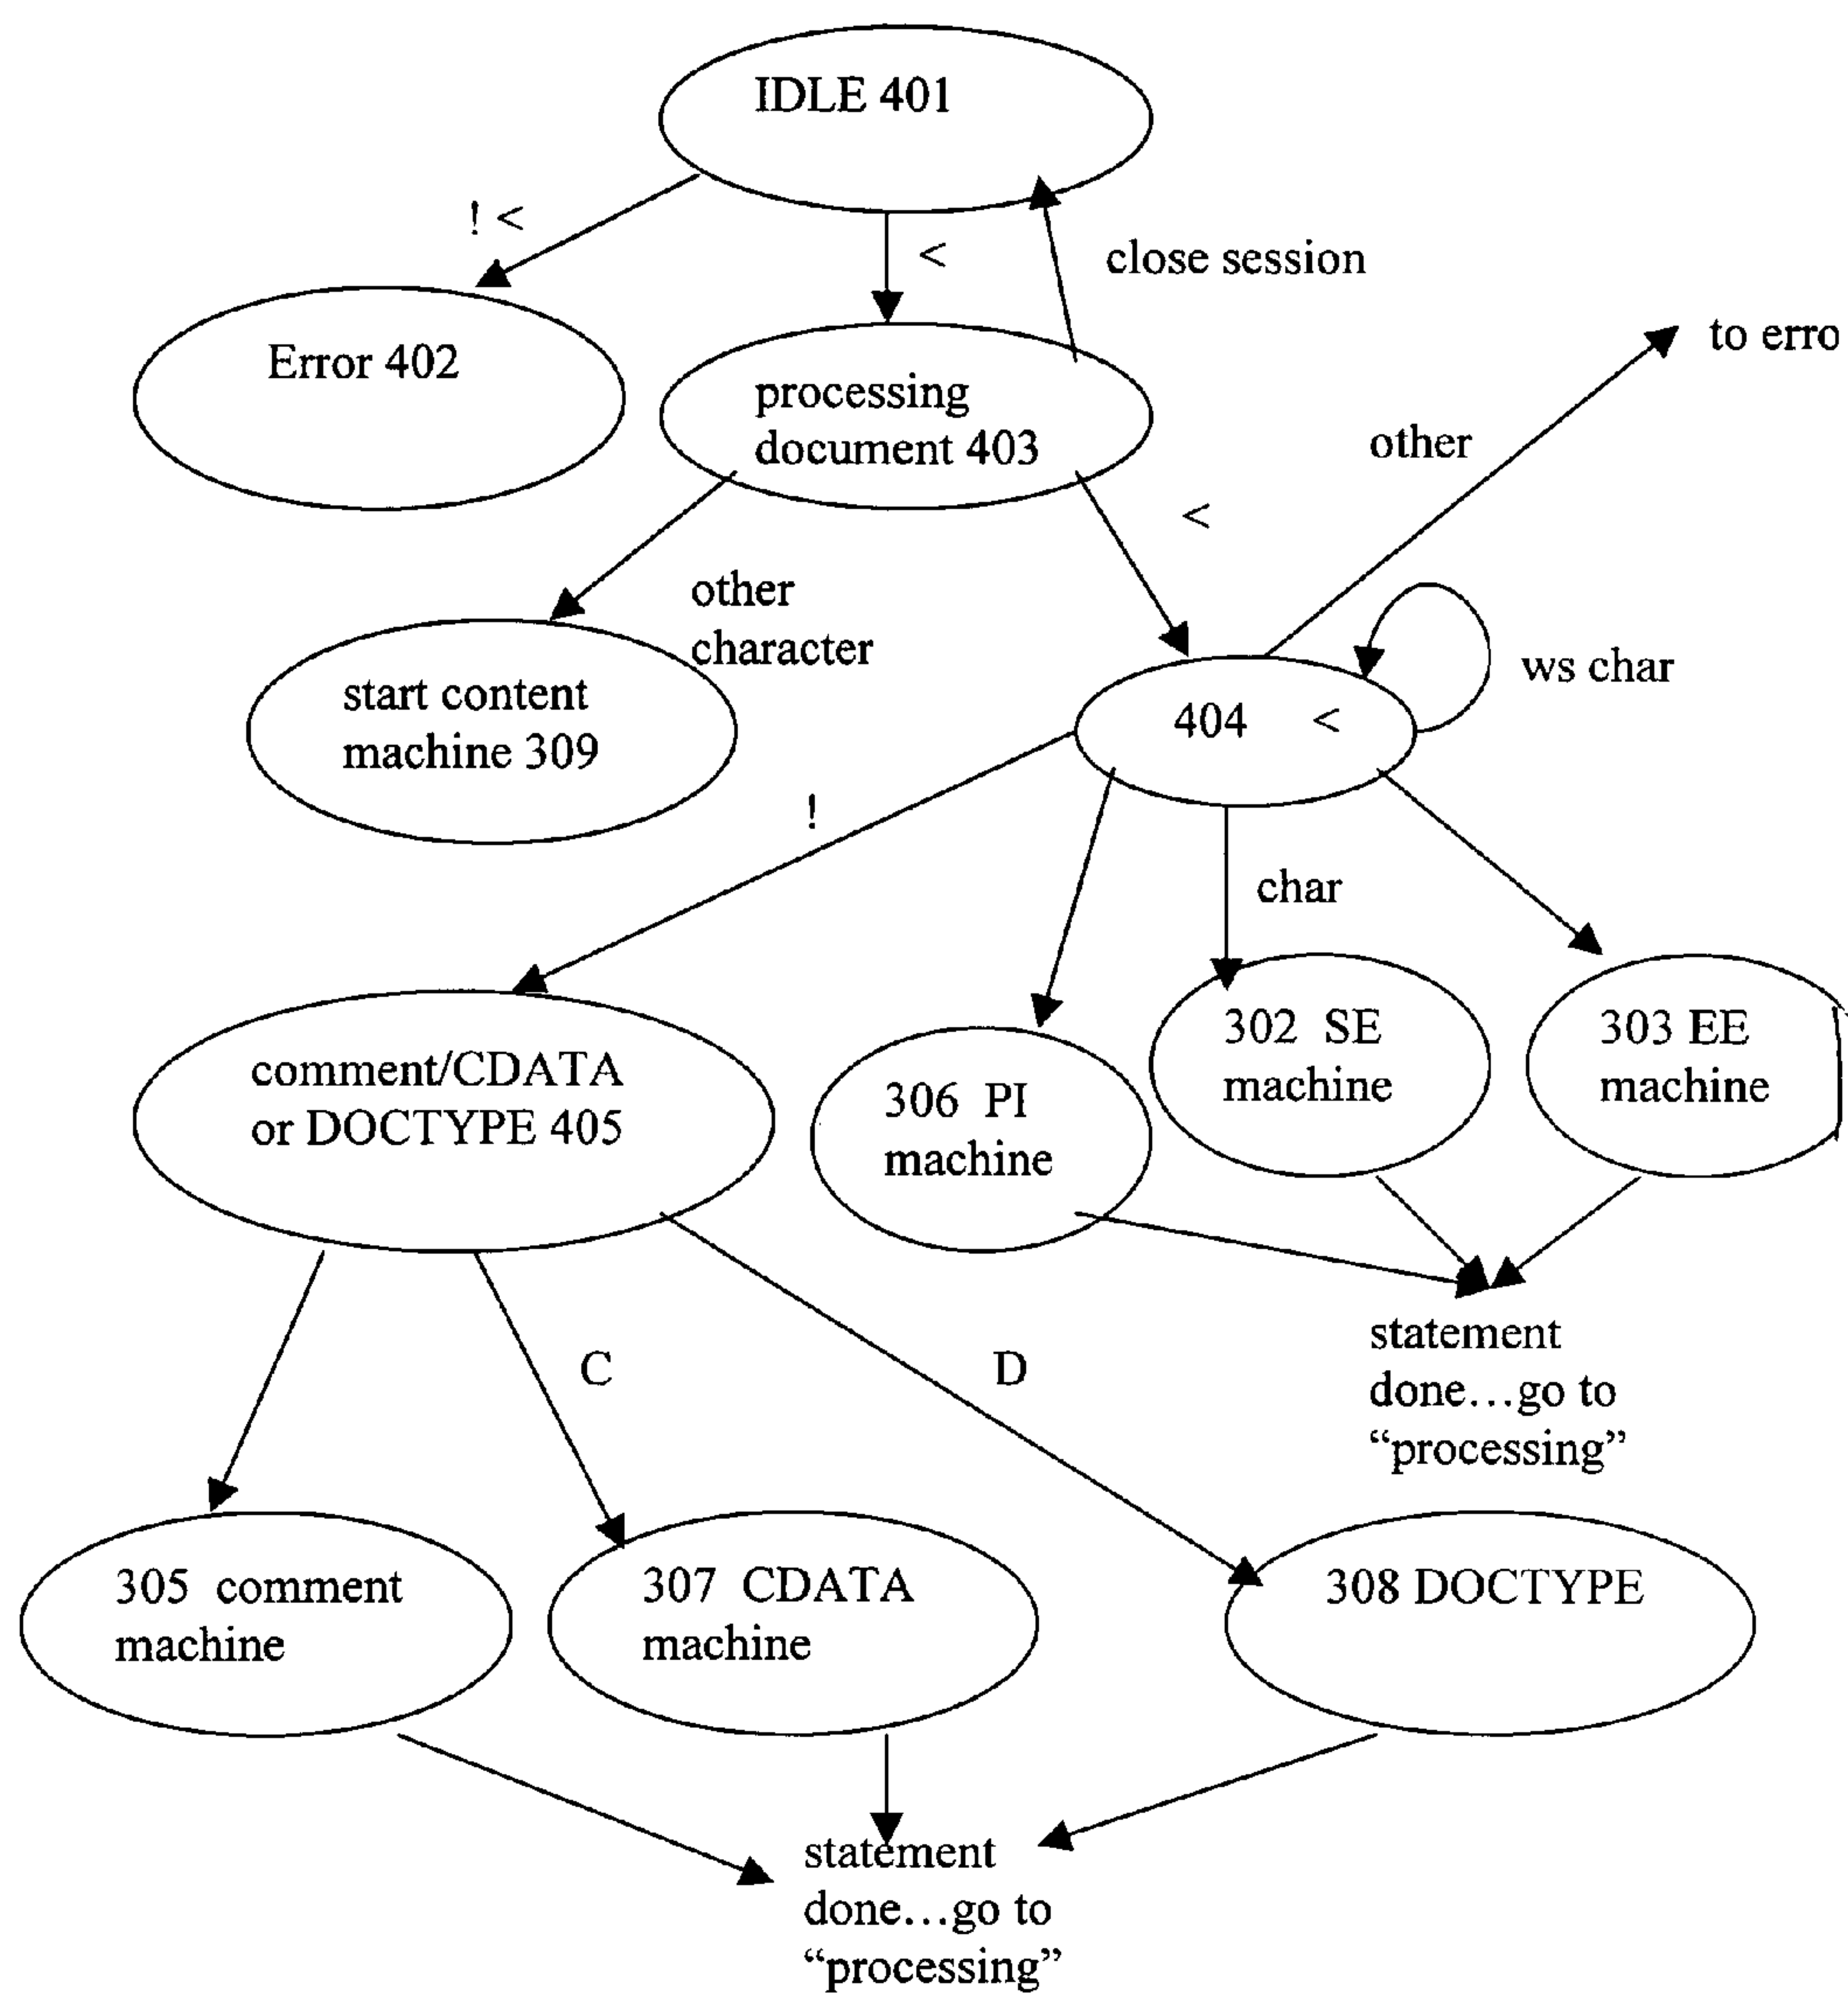 IDLE 401
! <
<
close session
Error 402
to erro
processing
document 403
other
<
other
character
start content
machine 309
404 <
ws char
!
char
302 SE
machine
303 EE
machine
comment/CDATA
or DOCTYPE 405
306 PI
machine
C
D
statement
done...go to
“processing”
305 comment
machine
307 CDATA
machine
308 DOCTYPE
statement
done...go to
“processing”